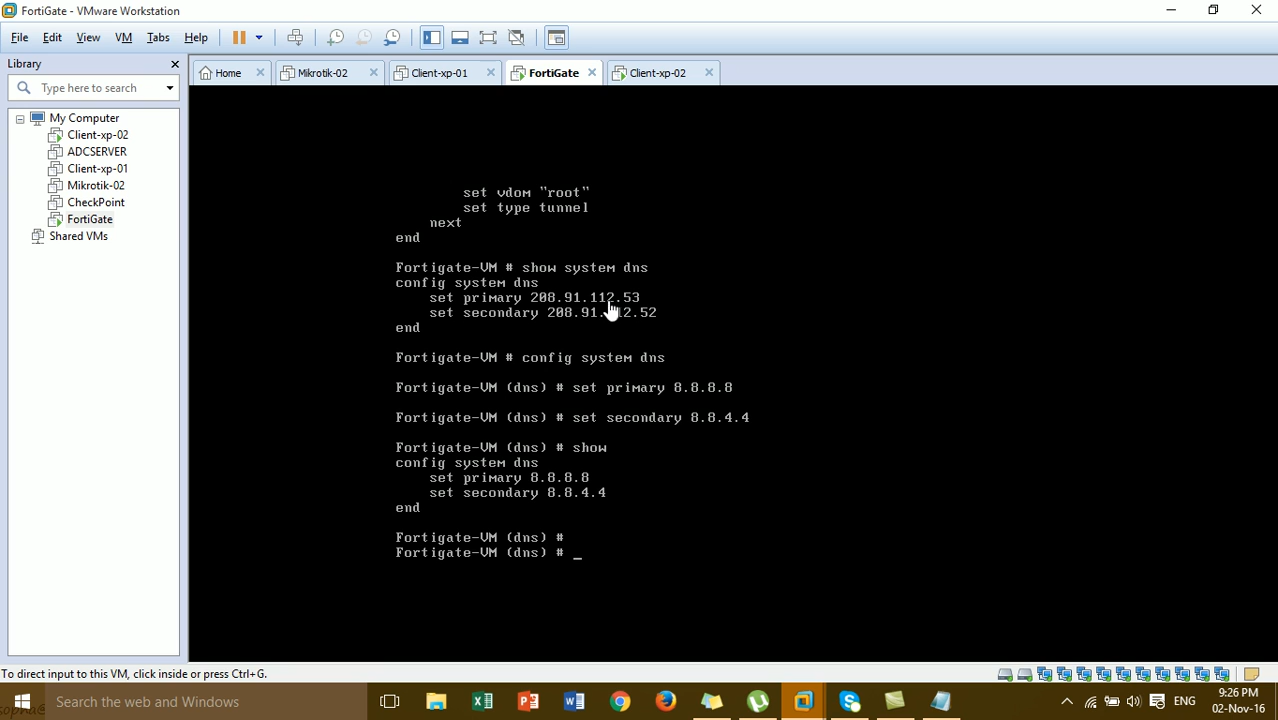 FortiGate - VMware Workstation
File Edit View VM Tabs Help
Library
Type here to search
My Computer
Client-xp-02
ADCSERVER
Client-xp-01
Mikrotik-02
CheckPoint
FortiGate
Shared VMs
Home Mikrotik-02 Client-xp-01 FortiGate Client-xp-02
set vdom "root"
set type tunnel
next
end
Fortigate-VM # show system dns
config system dns
set primary 208.91.112.53
set secondary 208.91.112.52
end
Fortigate-VM # config system dns
Fortigate-VM (dns) # set primary 8.8.8.8
Fortigate-VM (dns) # set secondary 8.8.4.4
Fortigate-VM (dns) # show
config system dns
set primary 8.8.8.8
set secondary 8.8.4.4
end
Fortigate-VM (dns) #
Fortigate-VM (dns) # _
To direct input to this VM, click inside or press Ctrl+G.
Search the web and Windows
ENG
9:26 PM
02-Nov-16